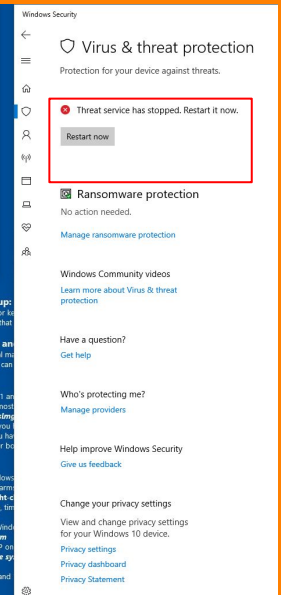 Windows Security
Virus & threat protection
Protection for your device against threats.
Threat service has stopped. Restart it now.
Restart now
Ransomware protection
No action needed.
Manage ransomware protection
Windows Community videos
Learn more about Virus & threat
protection
Have a question?
Get help
Who's protecting me?
Manage providers
Help improve Windows Security
Give us feedback
Change your privacy settings
View and change privacy settings
for your Windows 10 device.
Privacy settings
Privacy dashboard
Privacy Statement